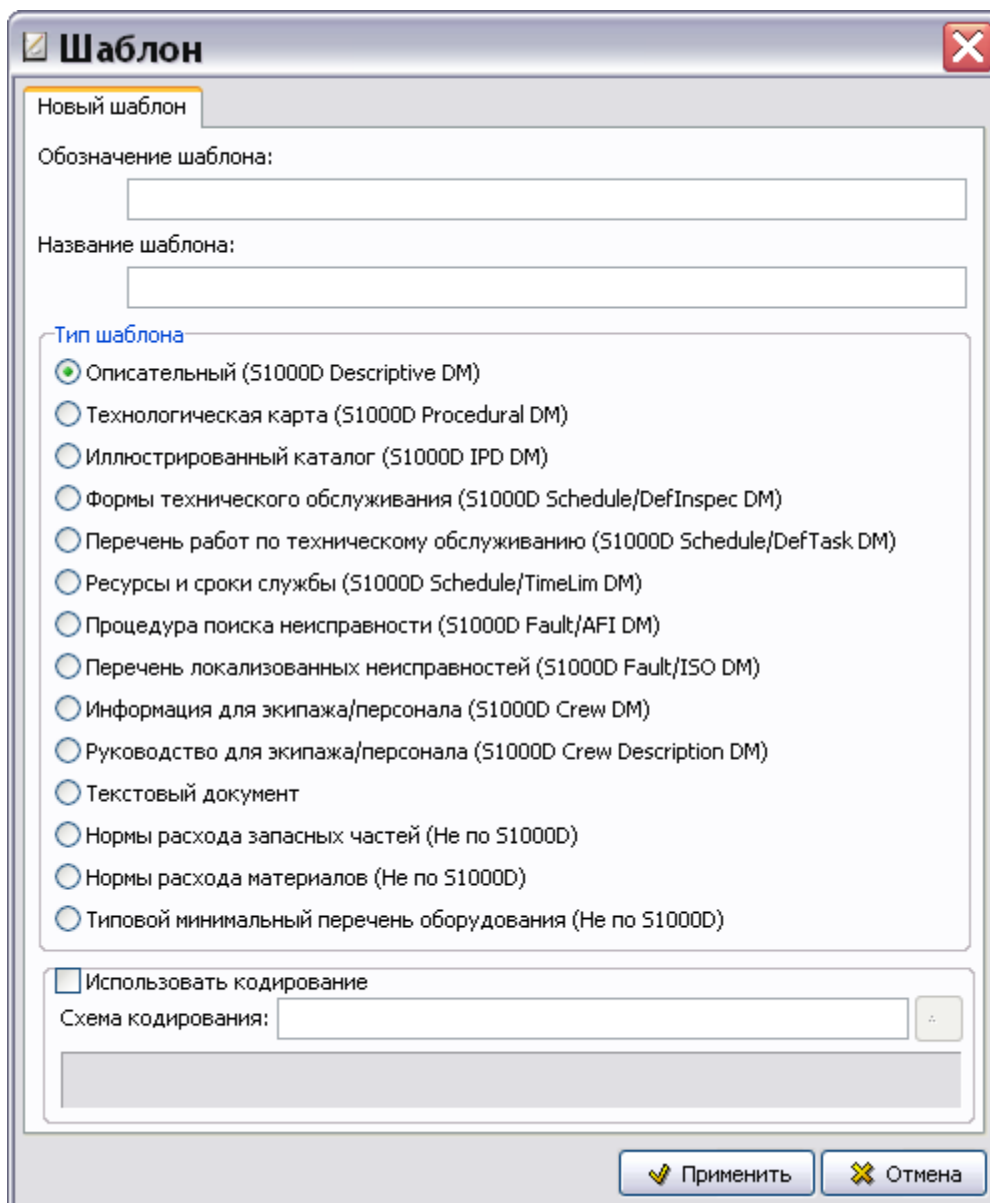 Шаблон
Новый шаблон
Обозначение шаблона:
Название шаблона:
Тип шаблона
Описательный (S1000D Descriptive DM)
Технологическая карта (S1000D Procedural DM)
Иллюстрированный каталог (S1000D IPD DM)
Формы технического обслуживания (S1000D Schedule/DefInspec DM)
Перечень работ по техническому обслуживанию (S1000D Schedule/DefTask DM)
Ресурсы и сроки службы (S1000D Schedule/TimeLim DM)
Процедура поиска неисправности (S1000D Fault/AFI DM)
Перечень локализованных неисправностей (S1000D Fault/ISO DM)
Информация для экипажа/персонала (S1000D Crew DM)
Руководство для экипажа/персонала (S1000D Crew Description DM)
Текстовый документ
Нормы расхода запасных частей (Не по S1000D)
Нормы расхода материалов (Не по S1000D)
Типовой минимальный перечень оборудования (Не по S1000D)
Использовать кодирование
Схема кодирования:
Применить
Отмена